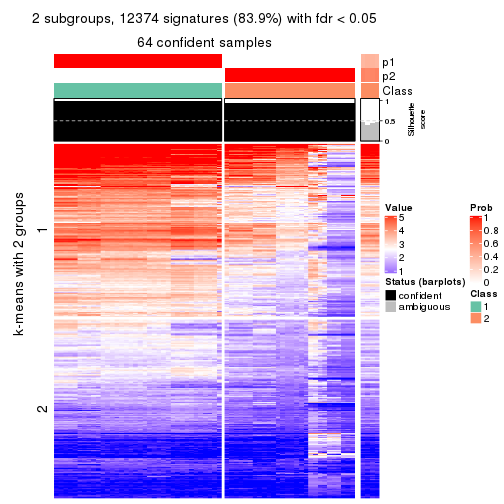 2 subgroups, 12374 signatures (83.9%) with fdr < 0.05
64 confident samples
p1
p2
Class
1
0.5
0
Silhouette
score
k-means with 2 groups
1
2
Value
5
4
3
2
1
Status (barplots)
confident
ambiguous
Prob
1
0.8
0.6
0.4
0.2
0
Class
1
2